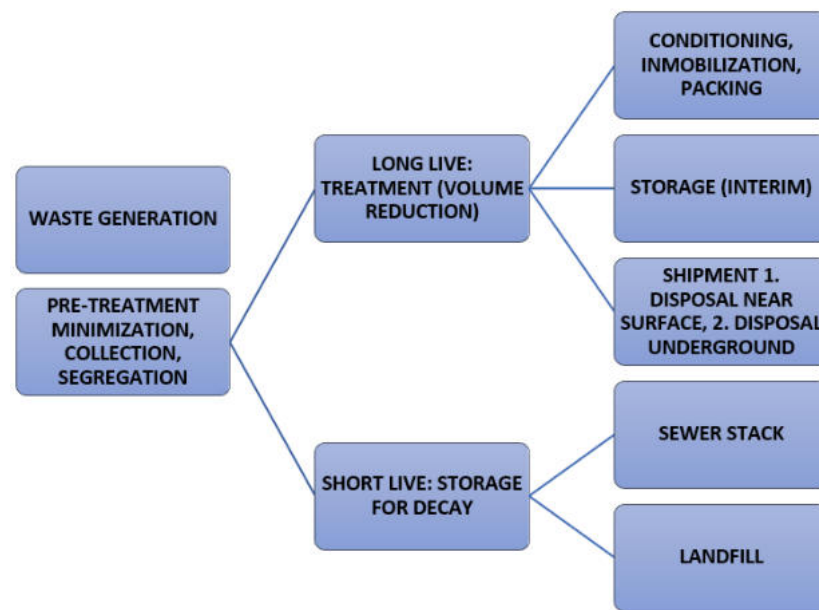 WASTE GENERATION
PRE-TREATMENT
MINIMIZATION,
COLLECTION,
SEGREGATION
LONG LIVE:
TREATMENT (VOLUME
REDUCTION)
SHORT LIVE: STORAGE
FOR DECAY
CONDITIONING,
INMOBILIZATION,
PACKING
STORAGE (INTERIM)
SHIPMENT 1.
DISPOSAL NEAR
SURFACE, 2. DISPOSAL
UNDERGROUND
SEWER STACK
LANDFILL